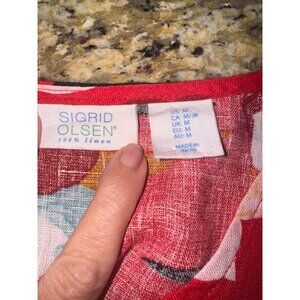 SIGRID
OLSEN®
100% linen
US: M
CA: M/M
UK: M
EU: M
AU: M
MADE IN
INDIA